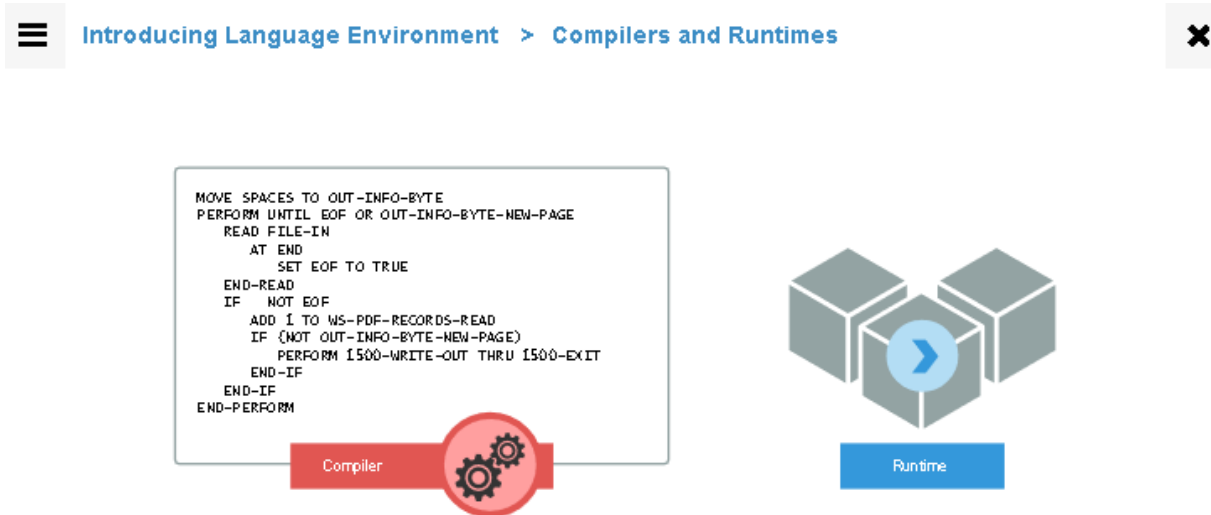 Introducing Language Environment > Compilers and Runtimes
MOVE SPACES TO OUT-INFO-BYTE
PERFORM UNTIL EOF OR OUT-INFO-BYTE-NEW-PAGE
   READ FILE-IN
      AT END
         SET EOF TO TRUE
   END-READ
   IF   NOT EOF
      ADD 1 TO WS-PDF-RECORDS-READ
      IF (NOT OUT-INFO-BYTE-NEW-PAGE)
         PERFORM 1500-WRITE-OUT THRU 1500-EXIT
      END-IF
   END-IF
END-PERFORM
Compiler
Runtime